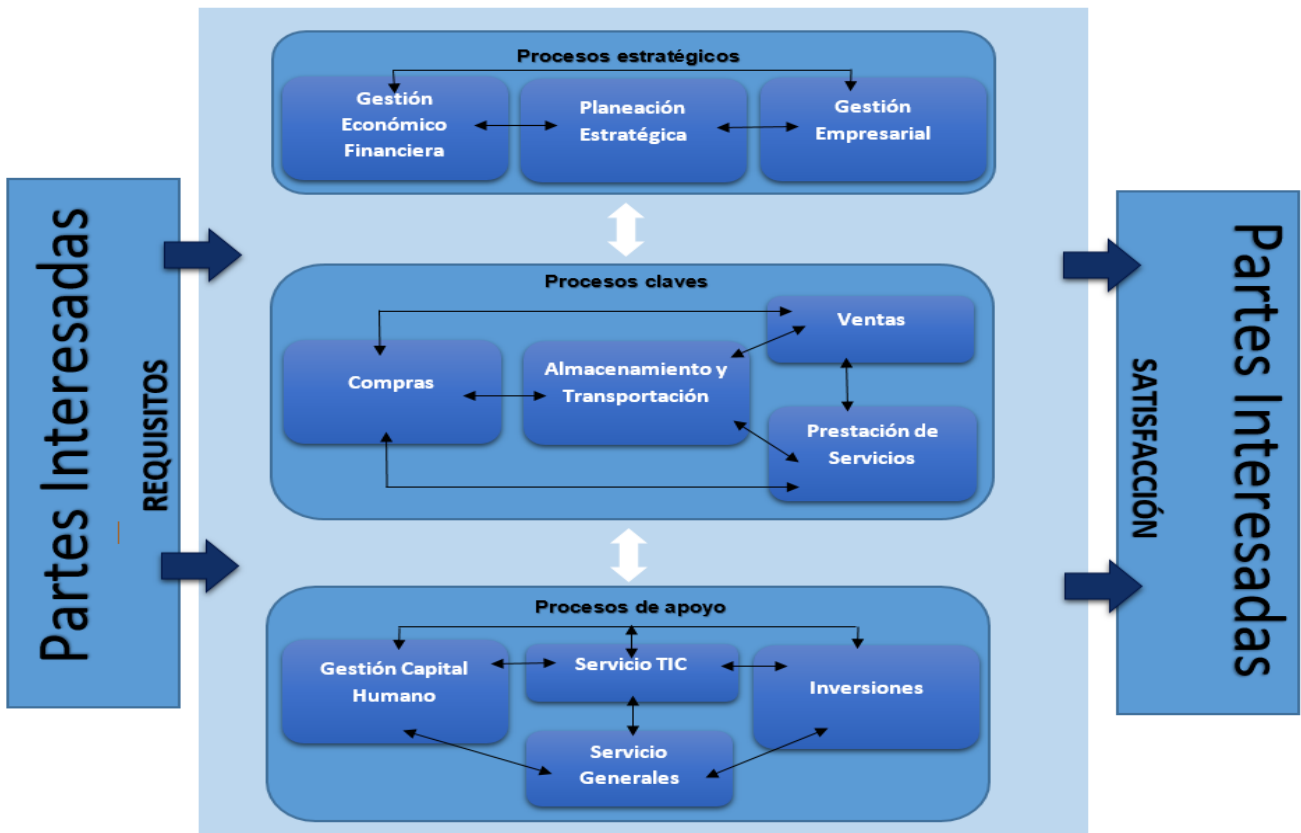 Partes Interesadas
REQUISITOS
Procesos estratégicos
Gestión
Económico
Financiera
Planeación
Estratégica
Gestión
Empresarial
Procesos claves
Compras
Almacenamiento y
Transportación
Ventas
Prestación de
Servicios
Procesos de apoyo
Gestión Capital
Humano
Servicio TIC
Inversiones
Servicio
Generales
SATISFACCIÓN
Partes Interesadas